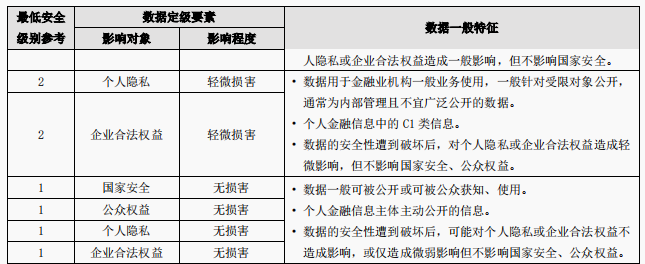 最低安全
级别参考
数据定级要素
数据一般特征
影响对象
影响程度
人隐私或企业合法权益造成一般影响，但不影响国家安全。
2
个人隐私
轻微损害
2
企业合法权益
轻微损害
• 数据用于金融业机构一般业务使用，一般针对受限对象公开，
通常为内部管理且不宜广泛公开的数据。
• 个人金融信息中的 C1 类信息。
• 数据的安全性遭到破坏后，对个人隐私或企业合法权益造成轻
微影响，但不影响国家安全、公众权益。
1
国家安全
无损害
1
公众权益
无损害
1
个人隐私
无损害
1
企业合法权益
无损害
• 数据一般可被公开或可被公众获知、使用。
• 个人金融信息主体主动公开的信息。
• 数据的安全性遭到破坏后，可能对个人隐私或企业合法权益不
造成影响，或仅造成微弱影响但不影响国家安全、公众权益。